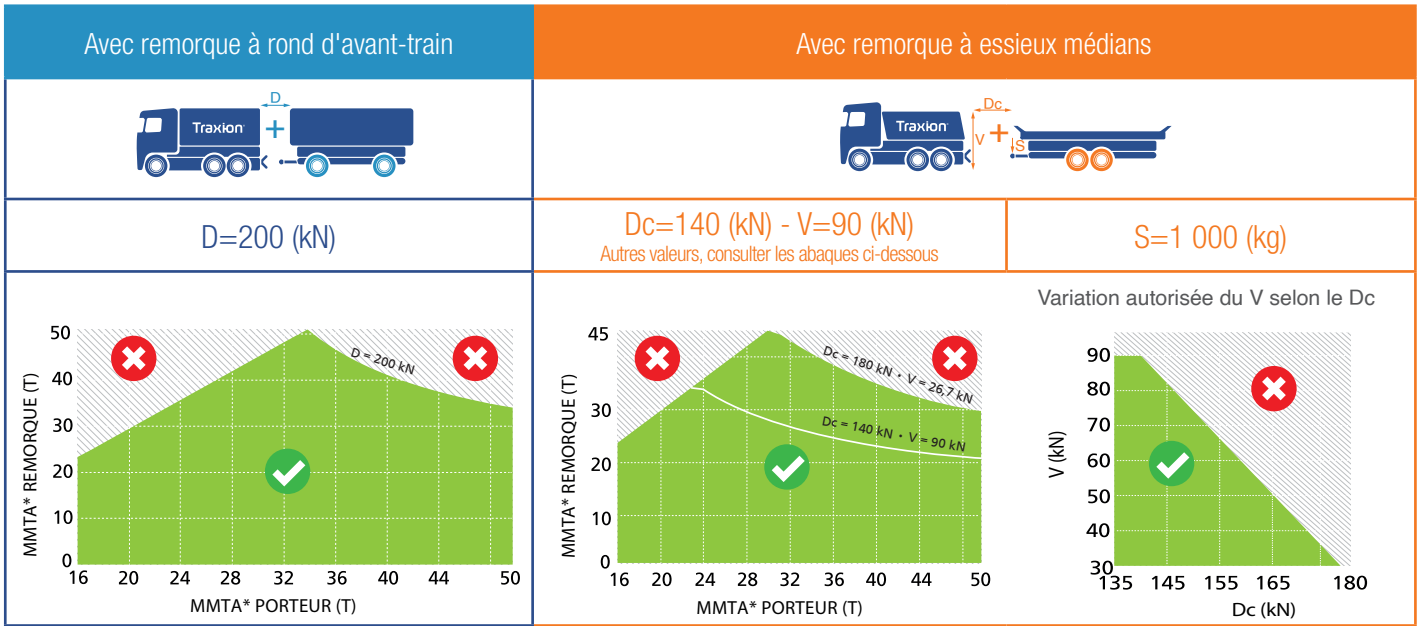 Avec remorque à rond d'avant-train
Avec remorque à essieux médians
D
Traxion
Dc
Traxion
V
S
D=200 (kN)
Dc=140 (kN) - V=90 (kN)
Autres valeurs, consulter les abaques ci-dessous
S=1 000 (kg)
MMTA* REMORQUE (T)
50
40
30
20
10
0
D = 200 kN
16 20 24 28 32 36 40 44 50
MMTA* PORTEUR (T)
MMTA* REMORQUE (T)
45
30
20
10
0
Dc = 180 kN • V = 26,7 kN
Dc = 140 kN • V = 90 kN
16 20 24 28 32 36 40 44 50
MMTA* PORTEUR (T)
Variation autorisée du V selon le Dc
V (kN)
90
80
70
60
50
40
30
135 145 155 165 180
Dc (kN)